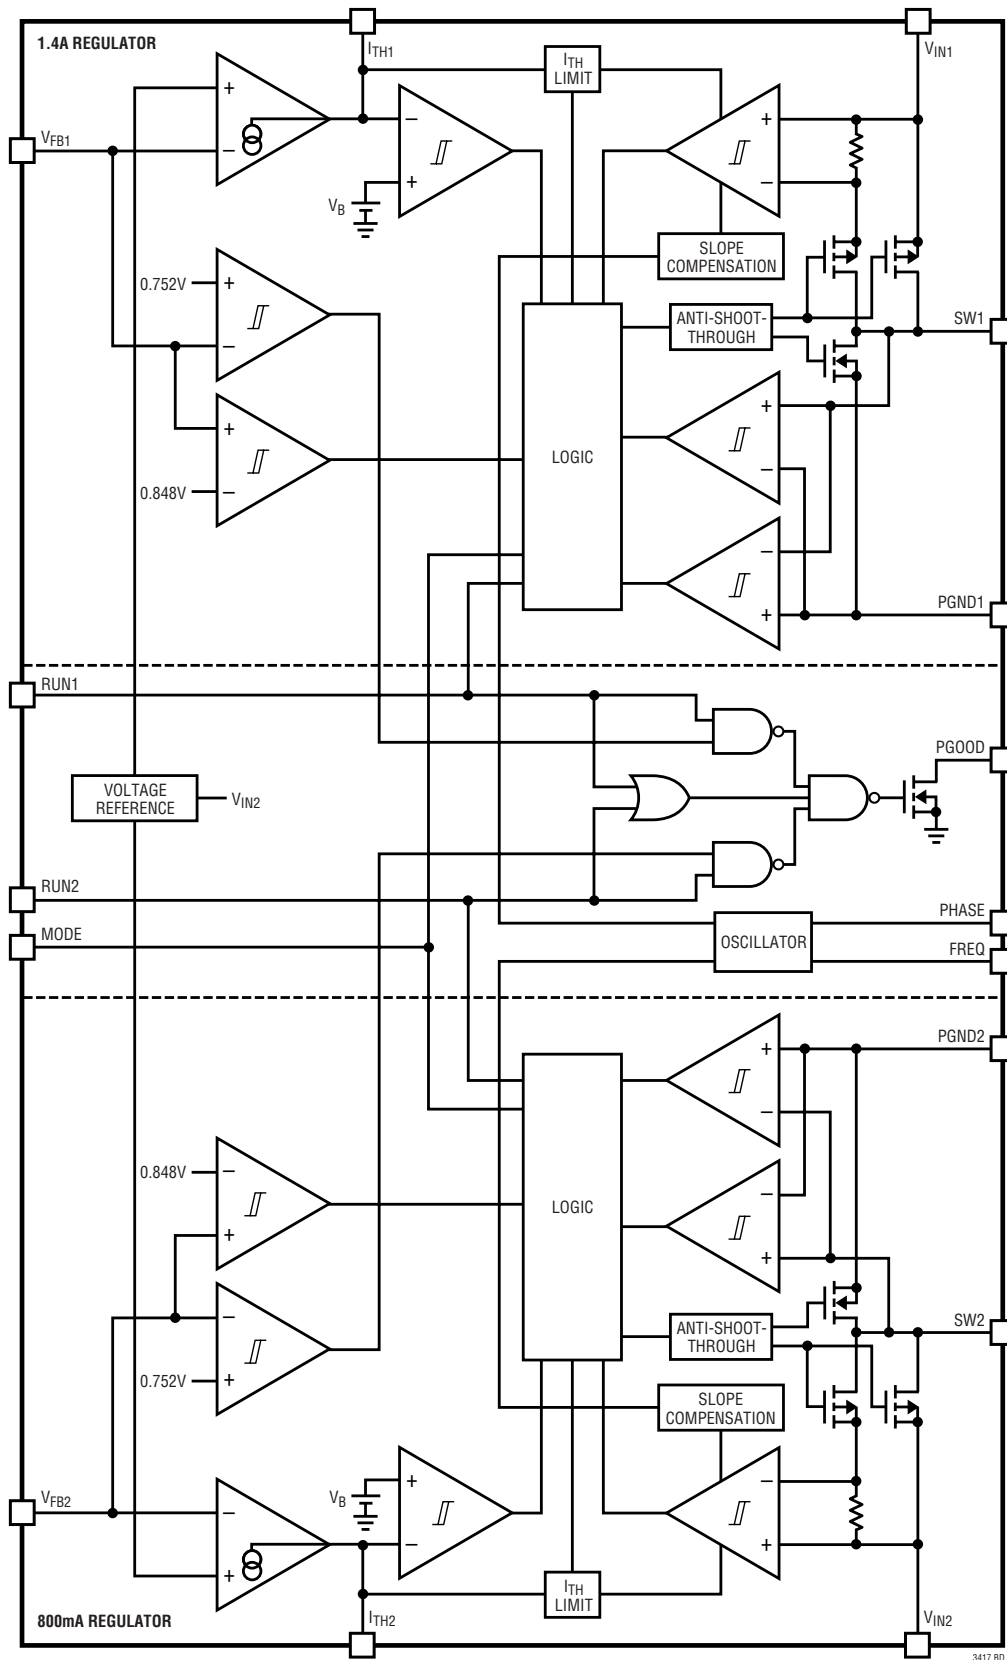 1.4A REGULATOR
ITH1
VIN1
ITH
LIMIT
+
−
+
−
−
+
VB
+
−
VFB1
SLOPE
COMPENSATION
0.752V
+
−
ANTI-SHOOT-
THROUGH
SW1
+
−
0.848V
LOGIC
+
−
−
+
PGND1
RUN1
PGOOD
VOLTAGE
REFERENCE
VIN2
RUN2
MODE
PHASE
OSCILLATOR
FREQ
PGND2
+
−
0.848V
−
+
LOGIC
−
+
−
+
0.752V
ANTI-SHOOT-
THROUGH
SW2
SLOPE
COMPENSATION
VFB2
−
+
VB
+
−
−
+
ITH
LIMIT
800mA REGULATOR
ITH2
VIN2
3417 BD